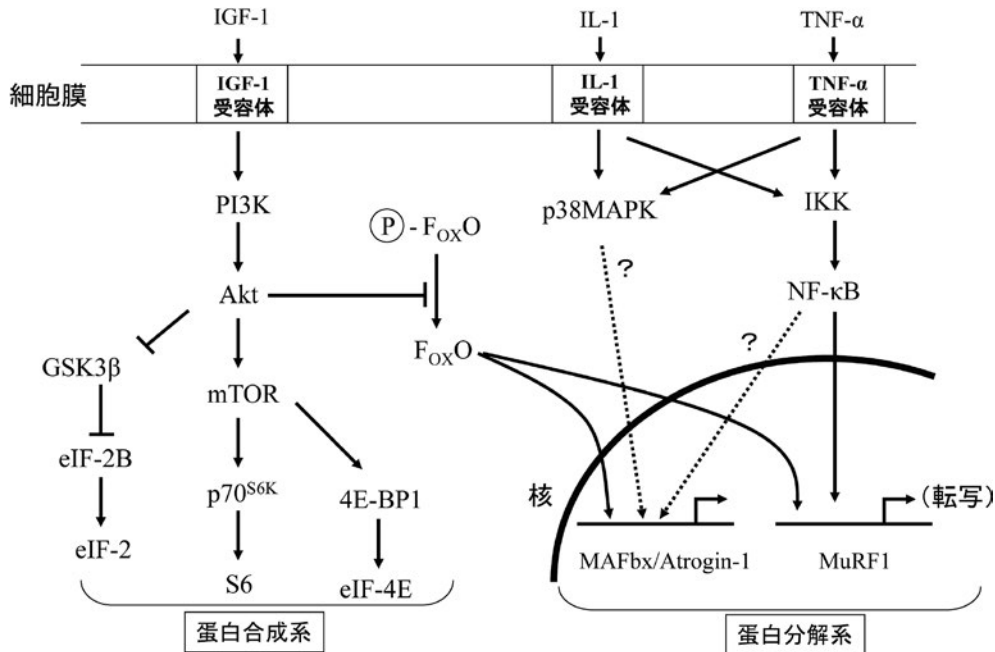 IGF-1
IL-1
TNF-α
細胞膜
IGF-1
受容体
IL-1
受容体
TNF-α
受容体
PI3K
p38MAPK
IKK
Ⓟ - FOXO
?
Akt
NF-κB
?
FOXO
GSK3β
mTOR
eIF-2B
p70S6K
4E-BP1
核
(転写)
eIF-2
MAFbx/Atrogin-1
MuRF1
S6
eIF-4E
蛋白合成系
蛋白分解系